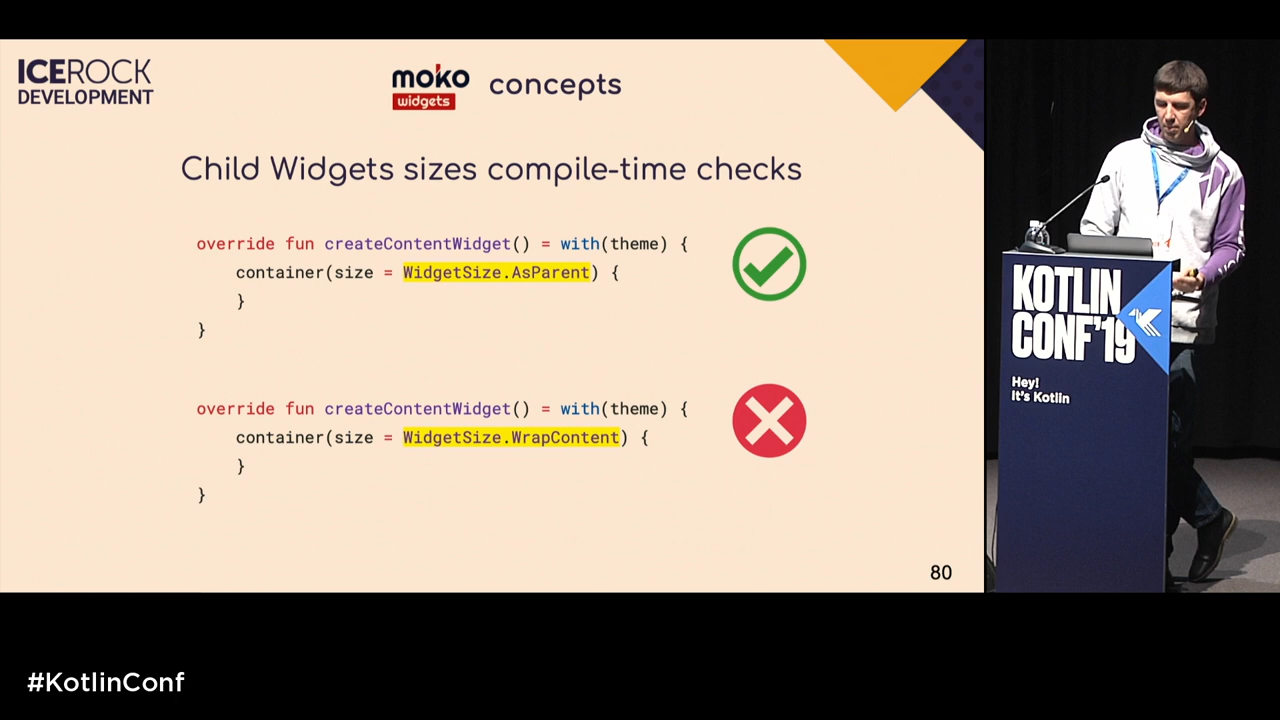 ICEROCK
DEVELOPMENT
moko
widgets
concepts
Child Widgets sizes compile-time checks
override fun createContentWidget() = with(theme) {
container(size = WidgetSize.AsParent) {
}
}
override fun createContentWidget() = with(theme) {
container(size = WidgetSize.WrapContent) {
}
}
80
KOTLIN
CONF'19
Hey!
It's Kotlin
#KotlinConf